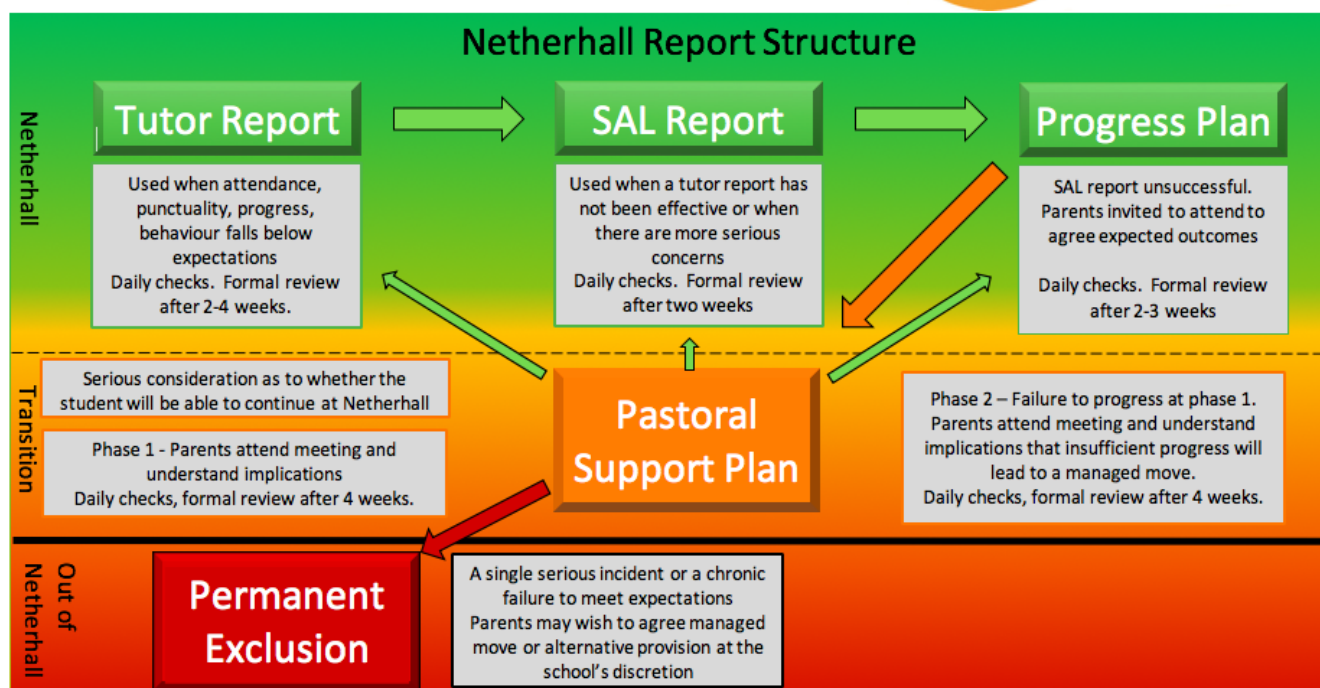 Netherhall Report Structure
Netherhall
Tutor Report
SAL Report
Progress Plan
Used when attendance,
punctuality, progress,
behaviour falls below
expectations
Daily checks.  Formal review
after 2-4 weeks.
Used when a tutor report has
not been effective or when
there are more serious
concerns
Daily checks.  Formal review
after two weeks
SAL report unsuccessful.
Parents invited to attend to
agree expected outcomes
Daily checks.  Formal review
after 2-3 weeks
Transition
Serious consideration as to whether the
student will be able to continue at Netherhall
Phase 1 - Parents attend meeting and
understand implications
Daily checks, formal review after 4 weeks.
Pastoral
Support Plan
Phase 2 – Failure to progress at phase 1.
Parents attend meeting and understand
implications that insufficient progress will
lead to a managed move.
Daily checks, formal review after 4 weeks.
Out of
Netherhall
Permanent
Exclusion
A single serious incident or a chronic
failure to meet expectations
Parents may wish to agree managed
move or alternative provision at the
school's discretion